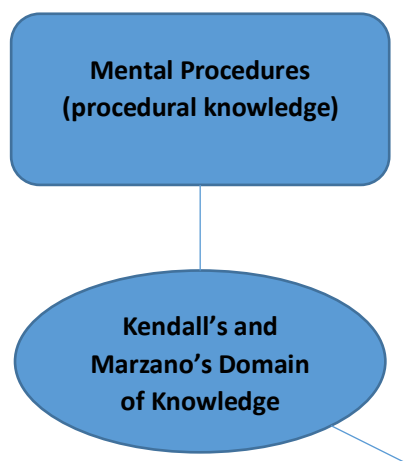 Mental Procedures
(procedural knowledge)
Kendall’s and
Marzano’s Domain
of Knowledge